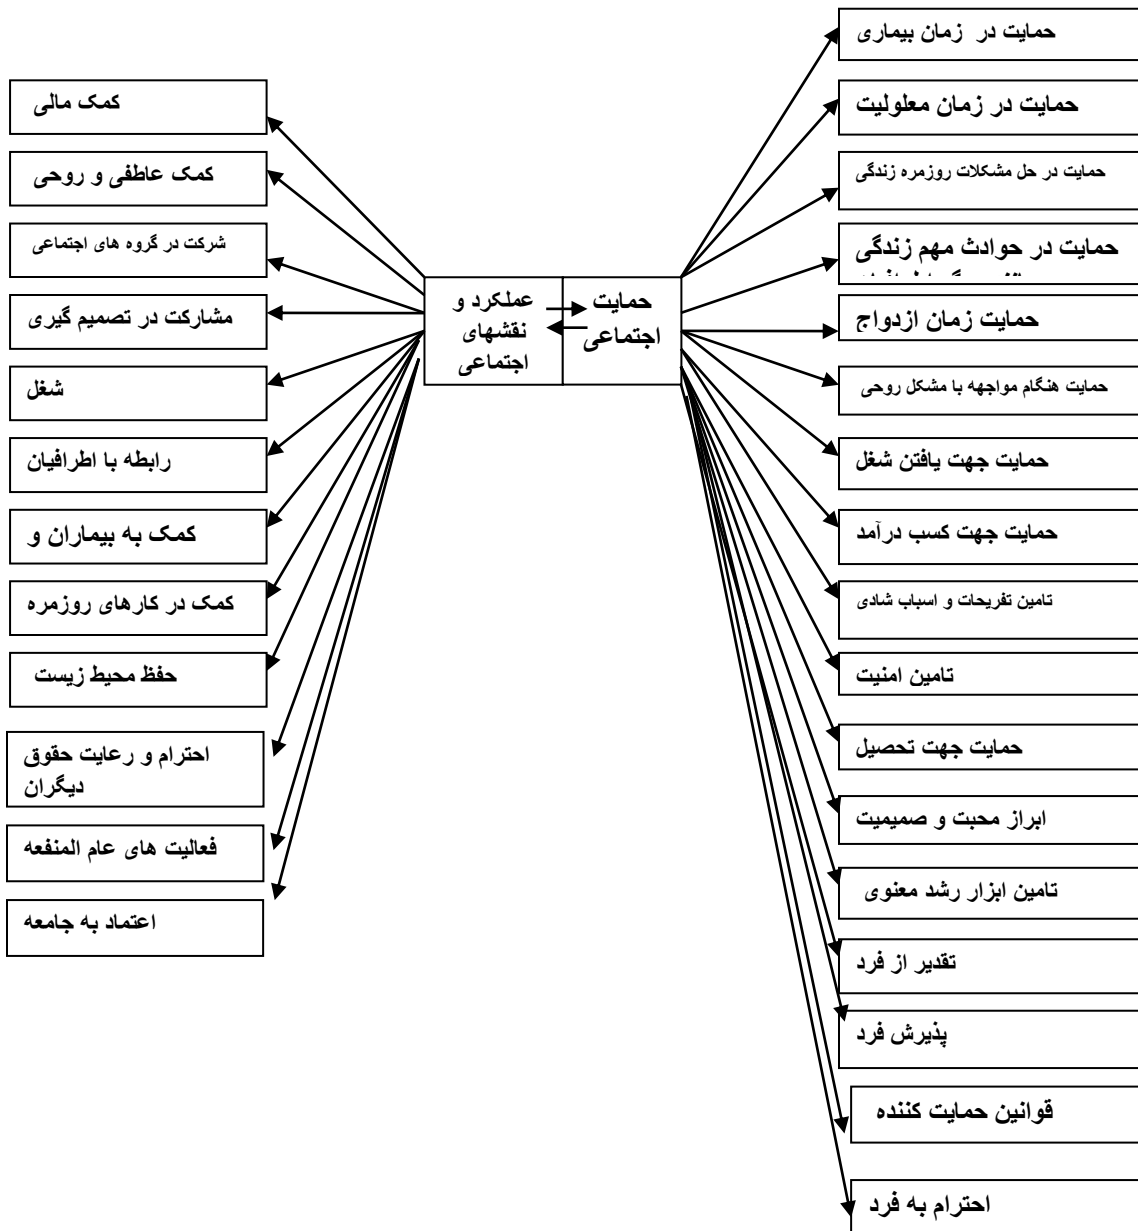 حمایت در زمان بیماری
حمایت در زمان معلولیت
حمایت در حل مشکلات روزمره زندگی
حمایت در حوادث مهم زندگی
حمایت زمان ازدواج
حمایت هنگام مواجهه با مشکل روحی
حمایت جهت یافتن شغل
حمایت جهت کسب درآمد
تامین تفریحات و اسباب شادی
تامین امنیت
حمایت جهت تحصیل
ابراز محبت و صمیمیت
تامین ابزار رشد معنوی
تقدیر از فرد
پذیرش فرد
قوانین حمایت کننده
احترام به فرد
حمایت
اجتماعی
عملکرد و
نقشهای
اجتماعی
کمک مالی
کمک عاطفی و روحی
شرکت در گروه های اجتماعی
مشارکت در تصمیم گیری
شغل
رابطه با اطرافیان
کمک به بیماران و
کمک در کارهای روزمره
حفظ محیط زیست
احترام و رعایت حقوق
دیگران
فعالیت های عام المنفعه
اعتماد به جامعه